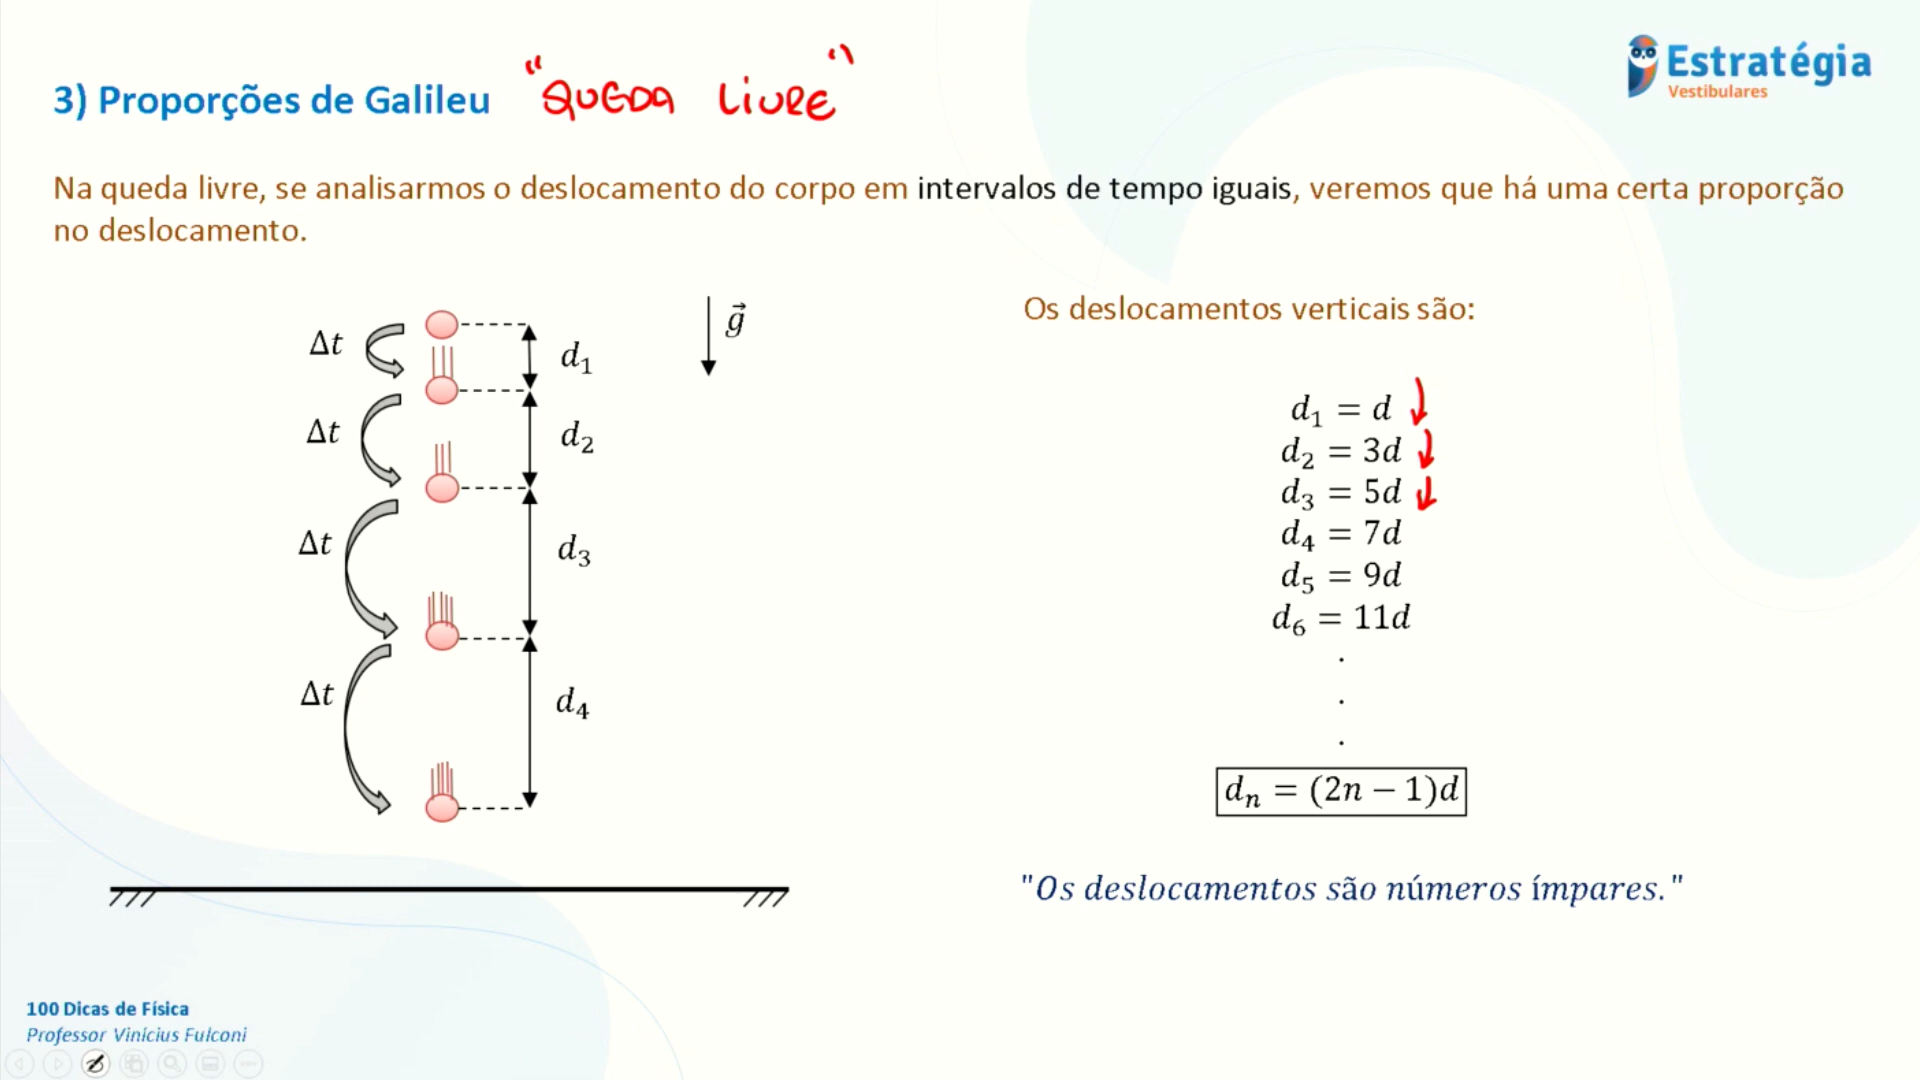 3) Proporções de Galileu "QUEDA LIVRE"
Estratégia
Vestibulares
Na queda livre, se analisarmos o deslocamento do corpo em intervalos de tempo iguais, veremos que há uma certa proporção
no deslocamento.
Δt
d₁
g⃗
Δt
d₂
Δt
d₃
Δt
d₄
Os deslocamentos verticais são:
d₁ = d
d₂ = 3d
d₃ = 5d
d₄ = 7d
d₅ = 9d
d₆ = 11d
.
.
.
dₙ = (2n − 1)d
"Os deslocamentos são números ímpares."
100 Dicas de Física
Professor Vinícius Fulconi